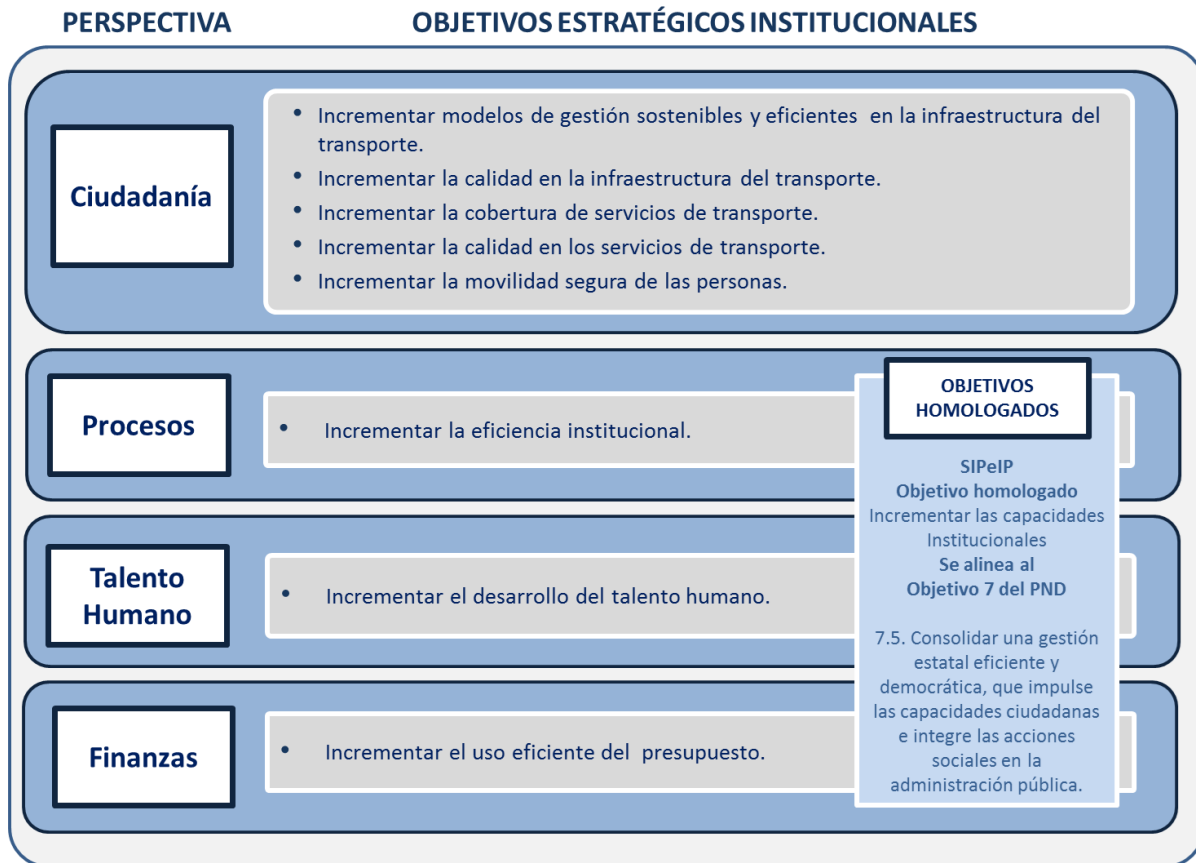 PERSPECTIVA
OBJETIVOS ESTRATÉGICOS INSTITUCIONALES
Ciudadanía
• Incrementar modelos de gestión sostenibles y eficientes en la infraestructura del
transporte.
• Incrementar la calidad en la infraestructura del transporte.
• Incrementar la cobertura de servicios de transporte.
• Incrementar la calidad en los servicios de transporte.
• Incrementar la movilidad segura de las personas.
Procesos
• Incrementar la eficiencia institucional.
Talento
Humano
• Incrementar el desarrollo del talento humano.
Finanzas
• Incrementar el uso eficiente del presupuesto.
OBJETIVOS
HOMOLOGADOS
SIPeIP
Objetivo homologado
Incrementar las capacidades
Institucionales
Se alinea al
Objetivo 7 del PND
7.5. Consolidar una gestión
estatal eficiente y
democrática, que impulse
las capacidades ciudadanas
e integre las acciones
sociales en la
administración pública.